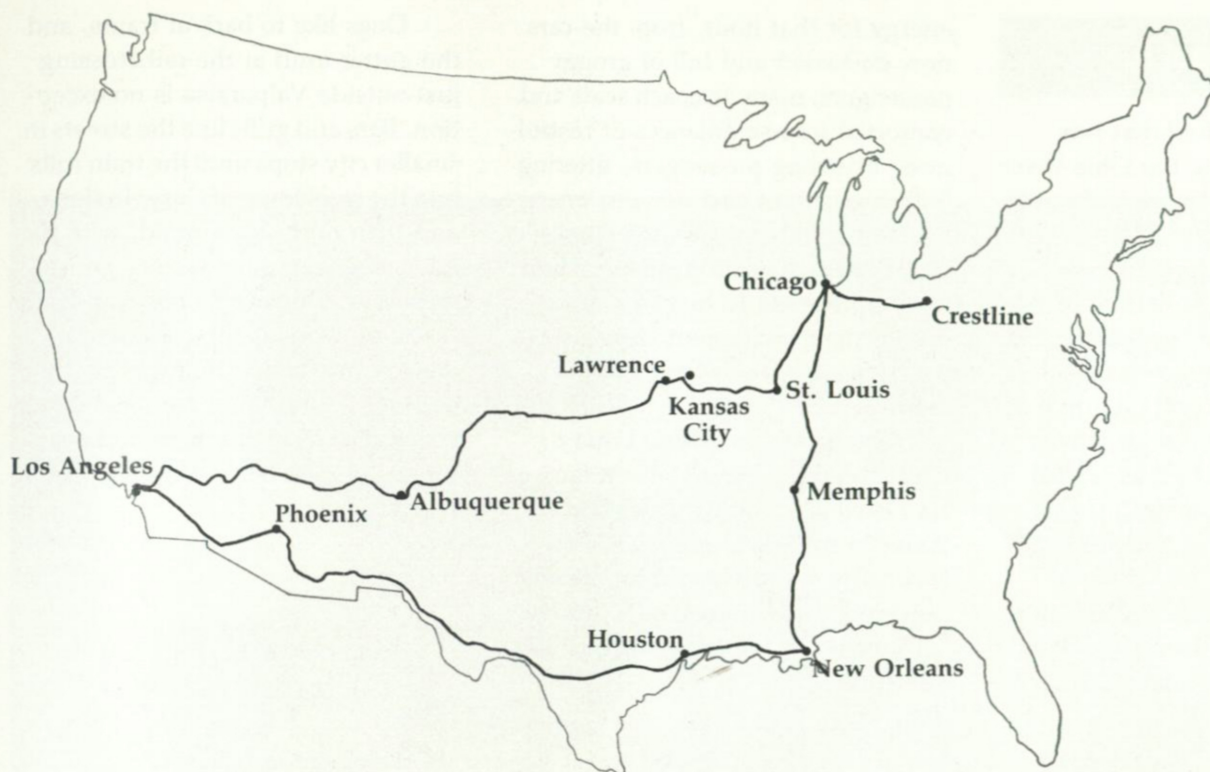 Chicago
Crestline
Lawrence
St. Louis
Kansas
City
Los Angeles
Albuquerque
Memphis
Phoenix
Houston
New Orleans